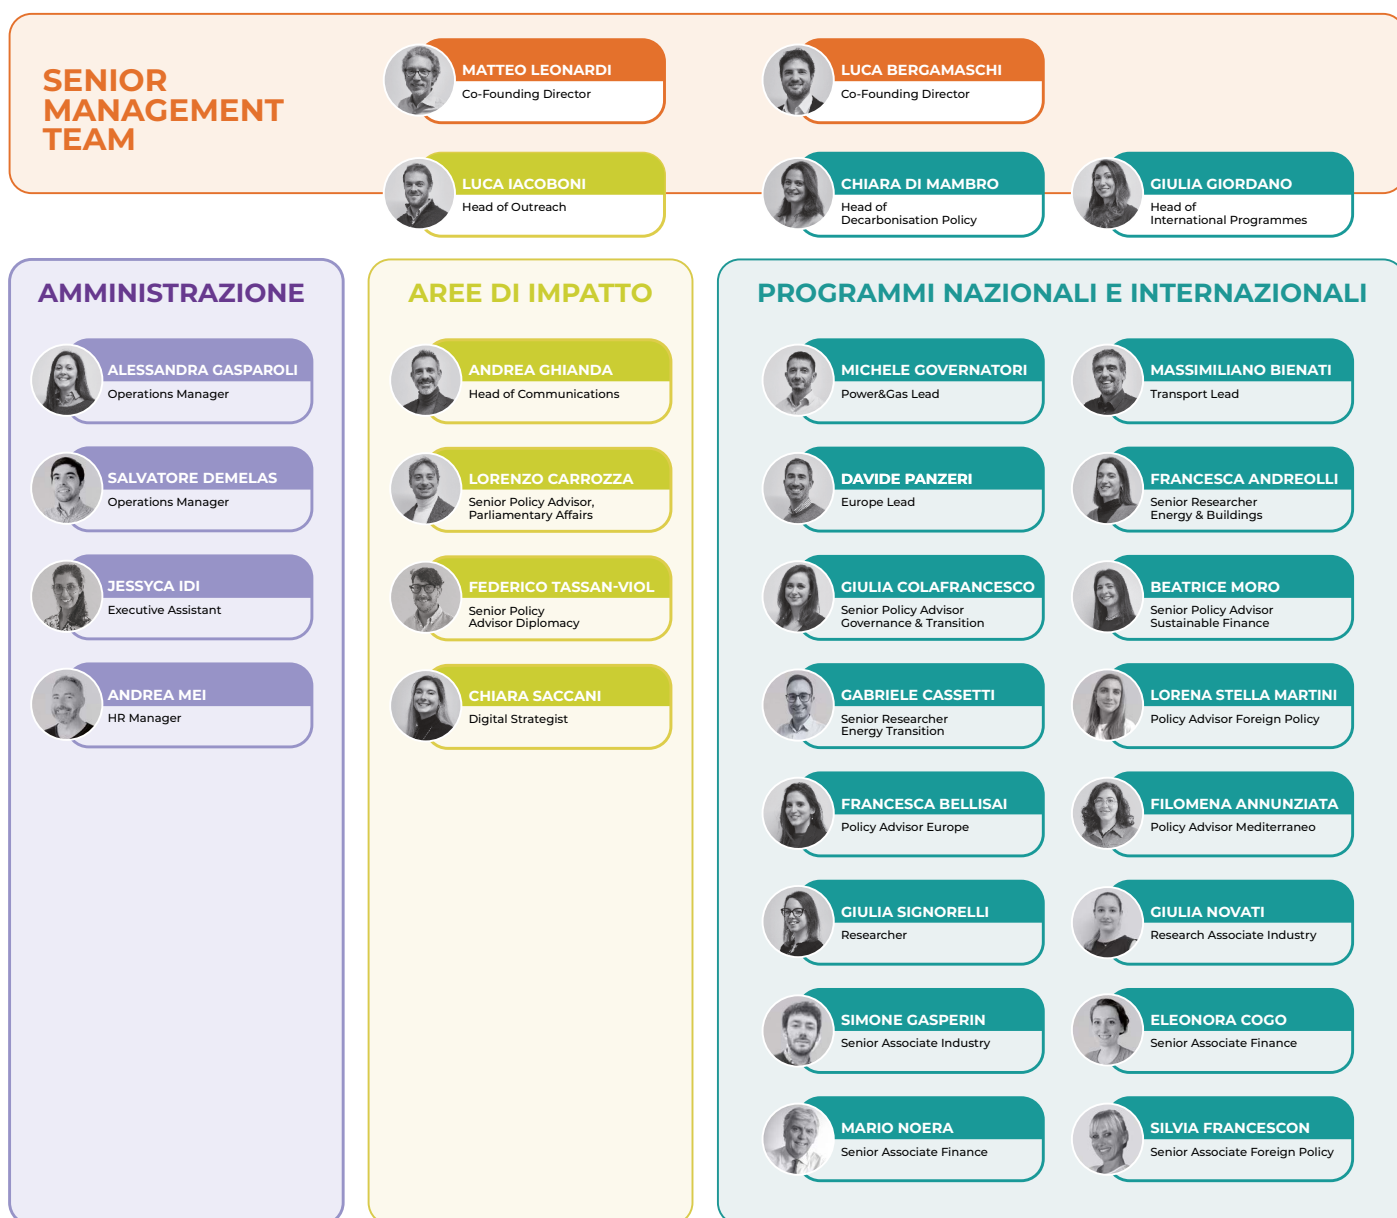 SENIOR
MANAGEMENT
TEAM
MATTEO LEONARDI
Co-Founding Director
LUCA BERGAMASCHI
Co-Founding Director
LUCA IACOBONI
Head of Outreach
CHIARA DI MAMBRO
Head of
Decarbonisation Policy
GIULIA GIORDANO
Head of
International Programmes
AMMINISTRAZIONE
ALESSANDRA GASPAROLI
Operations Manager
SALVATORE DEMELAS
Operations Manager
JESSYCA IDI
Executive Assistant
ANDREA MEI
HR Manager
AREE DI IMPATTO
ANDREA GHIANDA
Head of Communications
LORENZO CARROZZA
Senior Policy Advisor,
Parliamentary Affairs
FEDERICO TASSAN-VIOL
Senior Policy
Advisor Diplomacy
CHIARA SACCANI
Digital Strategist
PROGRAMMI NAZIONALI E INTERNAZIONALI
MICHELE GOVERNATORI
Power&Gas Lead
MASSIMILIANO BIENATI
Transport Lead
DAVIDE PANZERI
Europe Lead
FRANCESCA ANDREOLLI
Senior Researcher
Energy & Buildings
GIULIA COLAFRANCESCO
Senior Policy Advisor
Governance & Transition
BEATRICE MORO
Senior Policy Advisor
Sustainable Finance
GABRIELE CASSETTI
Senior Researcher
Energy Transition
LORENA STELLA MARTINI
Policy Advisor Foreign Policy
FRANCESCA BELLISAI
Policy Advisor Europe
FILOMENA ANNUNZIATA
Policy Advisor Mediterraneo
GIULIA SIGNORELLI
Researcher
GIULIA NOVATI
Research Associate Industry
SIMONE GASPERIN
Senior Associate Industry
ELEONORA COGO
Senior Associate Finance
MARIO NOERA
Senior Associate Finance
SILVIA FRANCESCON
Senior Associate Foreign Policy